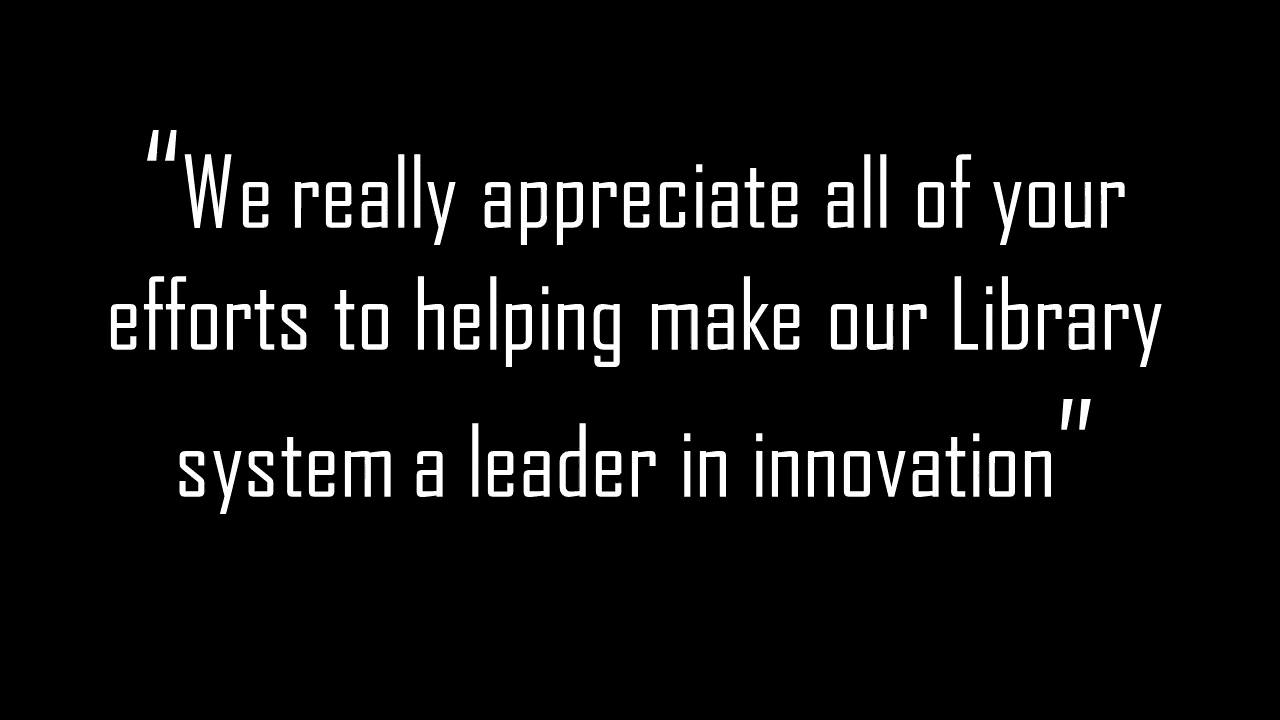 “We really appreciate all of your
efforts to helping make our Library
system a leader in innovation”